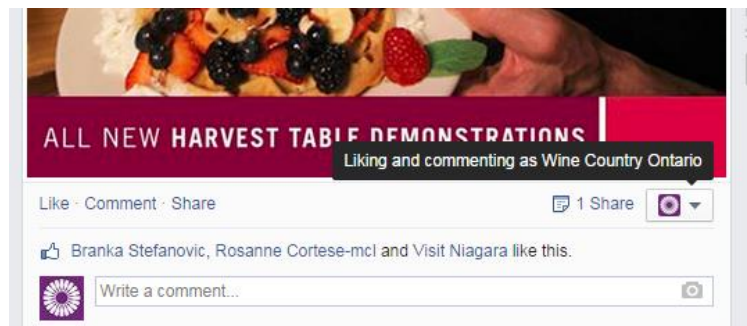 ALL NEW HARVEST TABLE DEMONSTRATIONS
Liking and commenting as Wine Country Ontario
Like · Comment · Share
1 Share
Branka Stefanovic, Rosanne Cortese-mcl and Visit Niagara like this.
Write a comment...